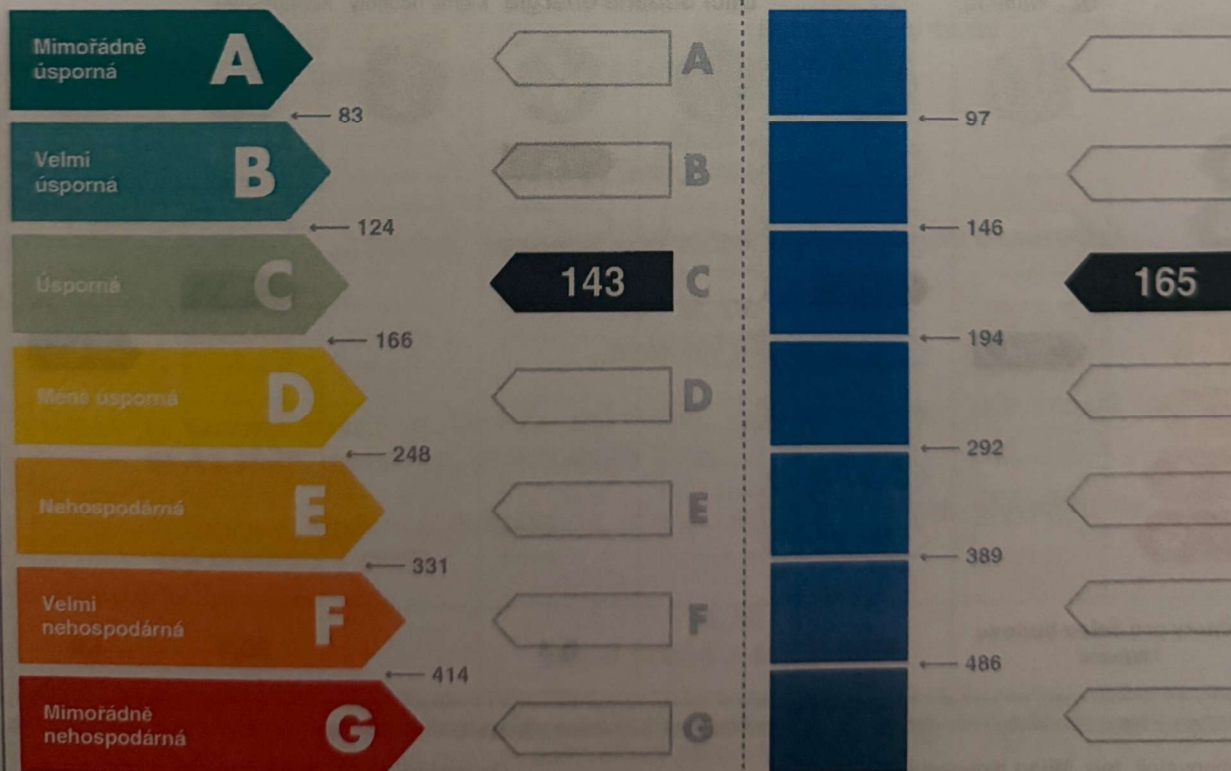 Mimořádně
úsporná
A
A
83
97
Velmi
úsporná
B
B
124
146
Úsporná
C
143
C
165
166
194
Méně úsporná
D
D
248
292
Nehospodárná
E
E
331
389
Velmi
nehospodárná
F
F
414
486
Mimořádně
nehospodárná
G
G